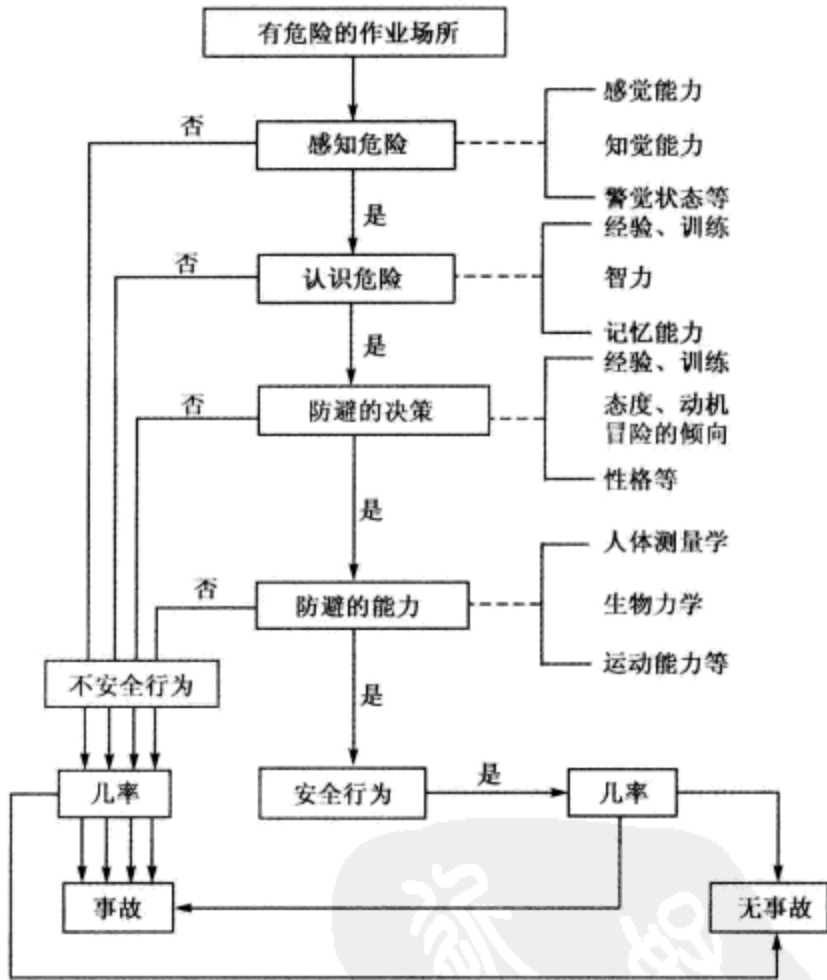 有危险的作业场所
感觉能力
否
感知危险
知觉能力
警觉状态等
是
经验、训练
否
认识危险
智力
记忆能力
是
经验、训练
否
防避的决策
态度、动机
冒险的倾向
性格等
是
人体测量学
否
防避的能力
生物力学
运动能力等
不安全行为
是
几率
安全行为
是
几率
事故
无事故